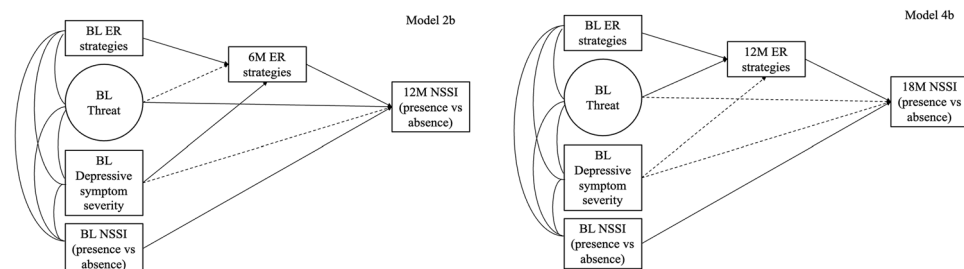 Model 2b
BL ER
strategies
6M ER
strategies
BL
Threat
12M NSSI
(presence vs
absence)
BL
Depressive
symptom
severity
BL NSSI
(presence vs
absence)
Model 4b
BL ER
strategies
12M ER
strategies
BL
Threat
18M NSSI
(presence vs
absence)
BL
Depressive
symptom
severity
BL NSSI
(presence vs
absence)